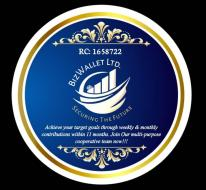 RC: 1658722
BIZWALLET LTD.
SECURING THE FUTURE
Achieve your target goals through weekly & monthly
contributions within 11 months. Join Our multi-purpose
cooperative team now!!!